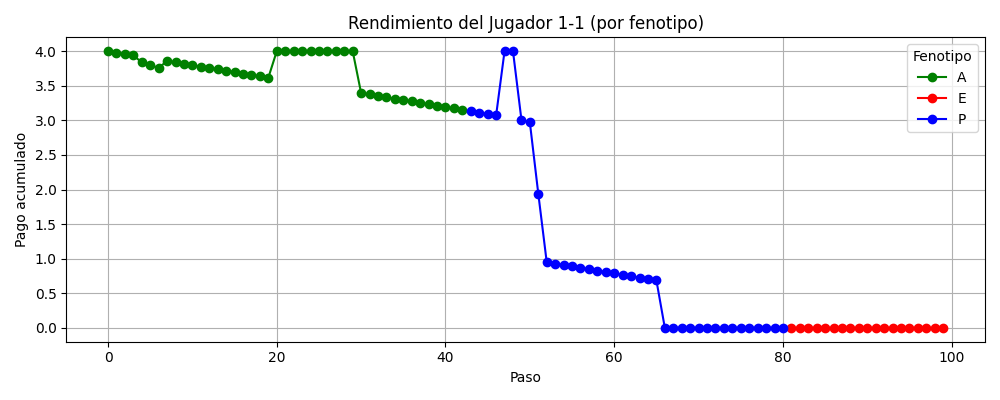 Rendimiento del Jugador 1-1 (por fenotipo)
Pago acumulado
4.0
3.5
3.0
2.5
2.0
1.5
1.0
0.5
0.0
Fenotipo
A
E
P
0 20 40 60 80 100
Paso